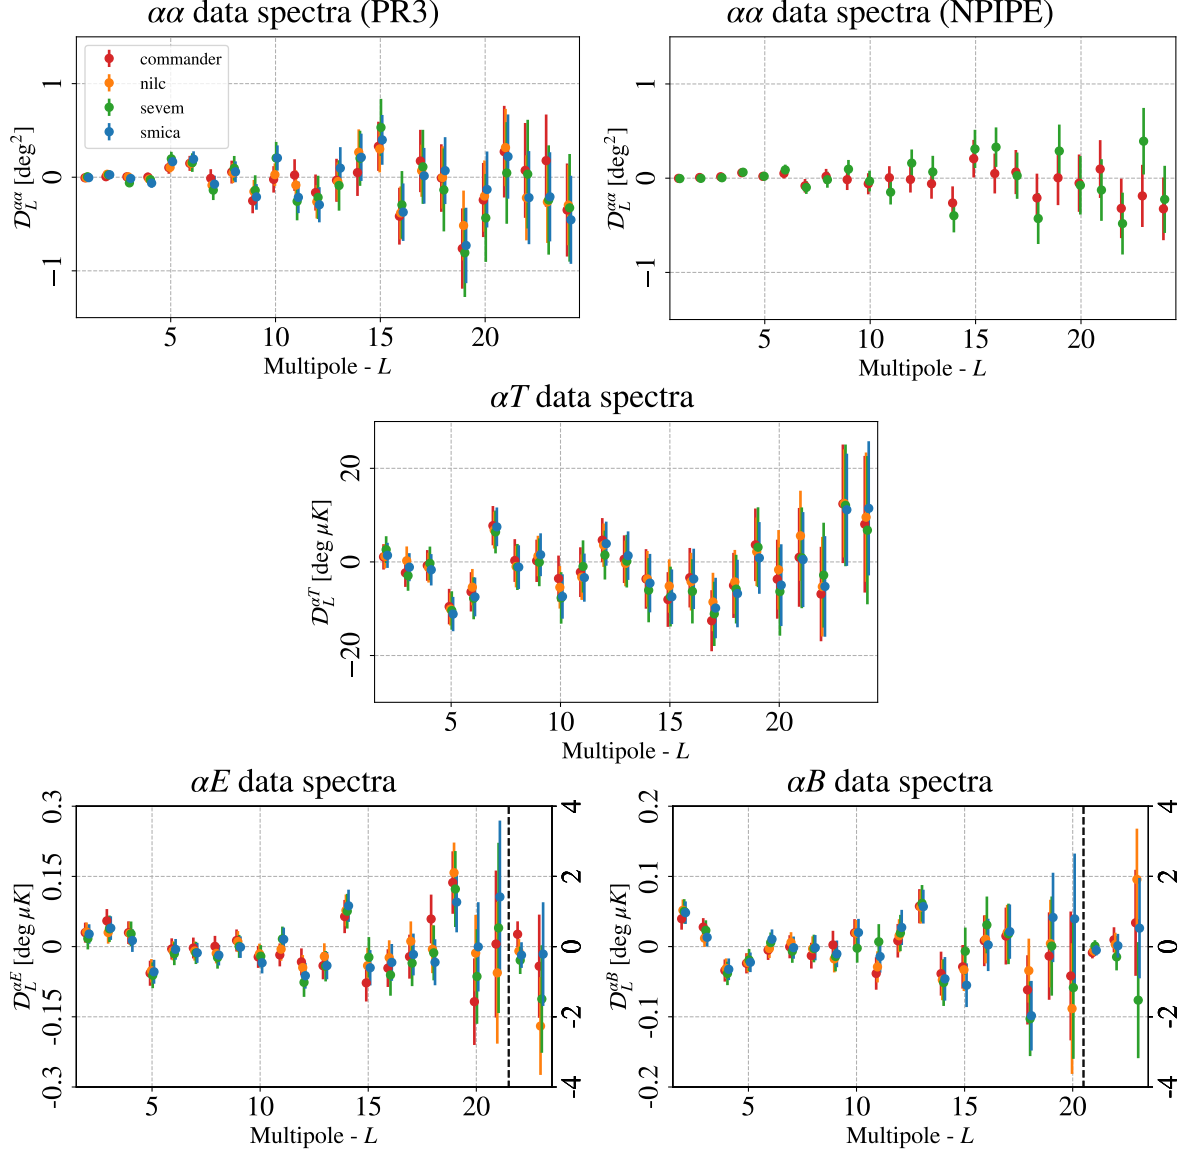 αα data spectra (PR3)
commander
nilc
sevem
smica
1
0
−1
D_L^{αα} [deg²]
5
10
15
20
Multipole - L
αα data spectra (NPIPE)
1
0
−1
D_L^{αα} [deg²]
5
10
15
20
Multipole - L
αT data spectra
20
0
−20
D_L^{αT} [deg μK]
5
10
15
20
Multipole - L
αE data spectra
0.3
0.15
0
-0.15
-0.3
D_L^{αE} [deg μK]
4
2
0
-2
-4
5
10
15
20
Multipole - L
αB data spectra
0.2
0.1
0
-0.1
-0.2
D_L^{αB} [deg μK]
4
2
0
-2
-4
5
10
15
20
Multipole - L